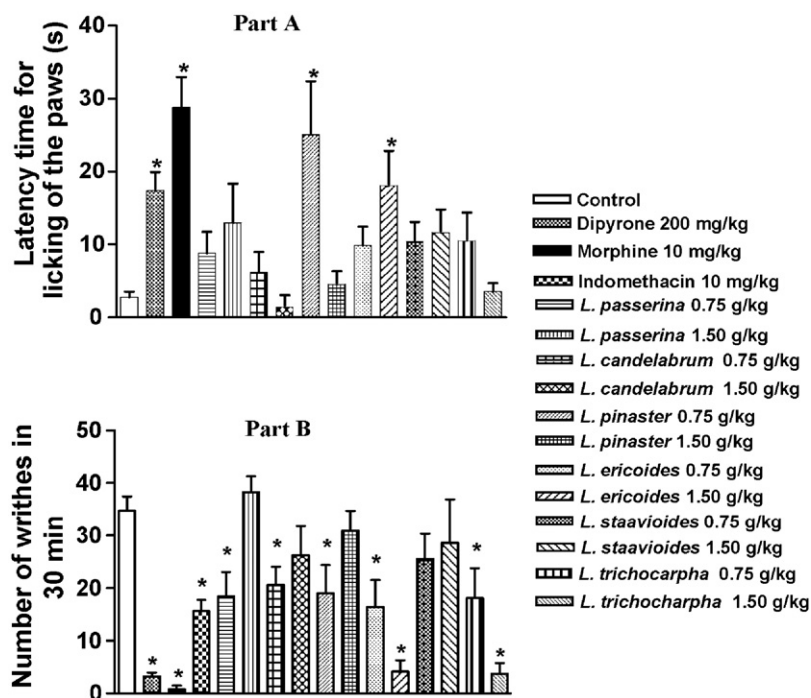 Part A
Latency time for
licking of the paws (s)
40
30
20
10
0
*
*
*
*
Part B
Number of writhes in
30 min
50
40
30
20
10
0
*
*
*
*
*
*
*
*
*
*
Control
Dipyrone 200 mg/kg
Morphine 10 mg/kg
Indomethacin 10 mg/kg
L. passerina 0.75 g/kg
L. passerina 1.50 g/kg
L. candelabrum 0.75 g/kg
L. candelabrum 1.50 g/kg
L. pinaster 0.75 g/kg
L. pinaster 1.50 g/kg
L. ericoides 0.75 g/kg
L. ericoides 1.50 g/kg
L. staavioides 0.75 g/kg
L. staavioides 1.50 g/kg
L. trichocarpha 0.75 g/kg
L. trichocharpha 1.50 g/kg